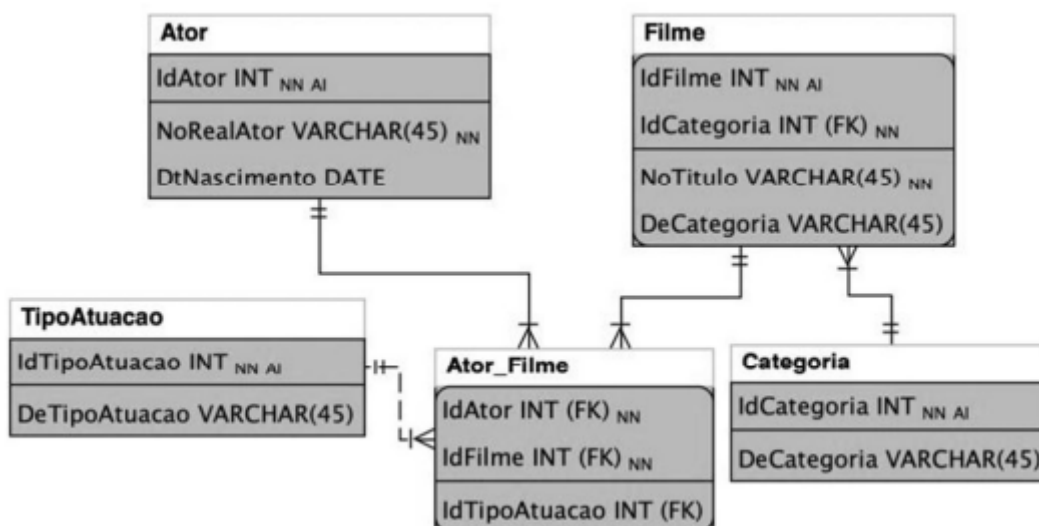 Ator
IdAtor INT NN AI
NoRealAtor VARCHAR(45) NN
DtNascimento DATE
Filme
IdFilme INT NN AI
IdCategoria INT (FK) NN
NoTitulo VARCHAR(45) NN
DeCategoria VARCHAR(45)
TipoAtuacao
IdTipoAtuacao INT NN AI
DeTipoAtuacao VARCHAR(45)
Ator_Filme
IdAtor INT (FK) NN
IdFilme INT (FK) NN
IdTipoAtuacao INT (FK)
Categoria
IdCategoria INT NN AI
DeCategoria VARCHAR(45)